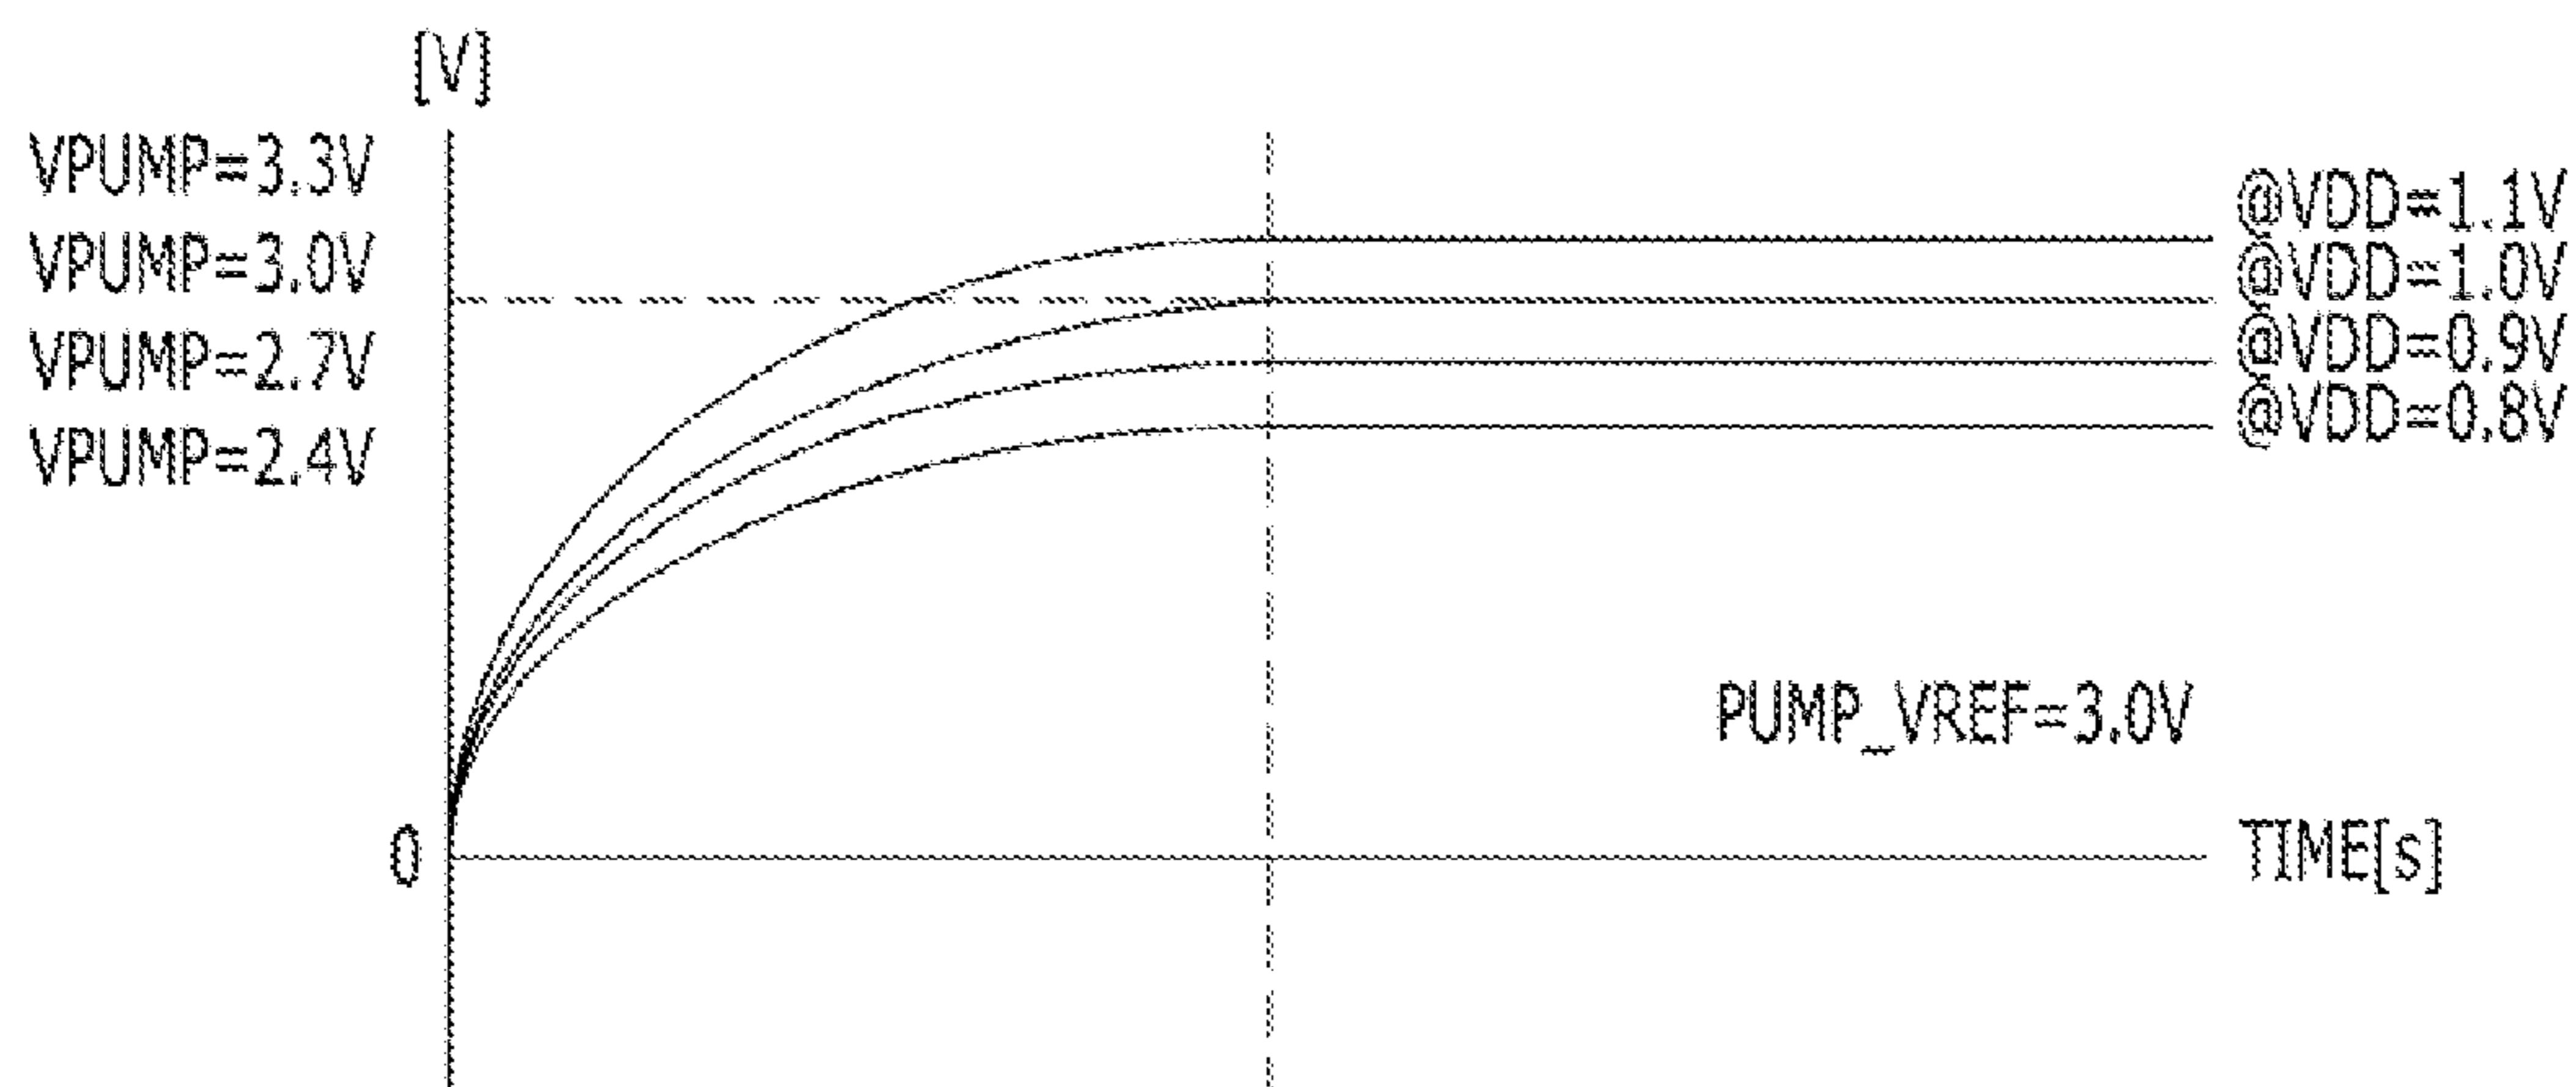 [V]
VPUMP=3.3V
VPUMP=3.0V
VPUMP=2.7V
VPUMP=2.4V
@VDD=1.1V
@VDD=1.0V
@VDD=0.9V
@VDD=0.8V
PUMP_VREF=3.0V
0
TIME[s]